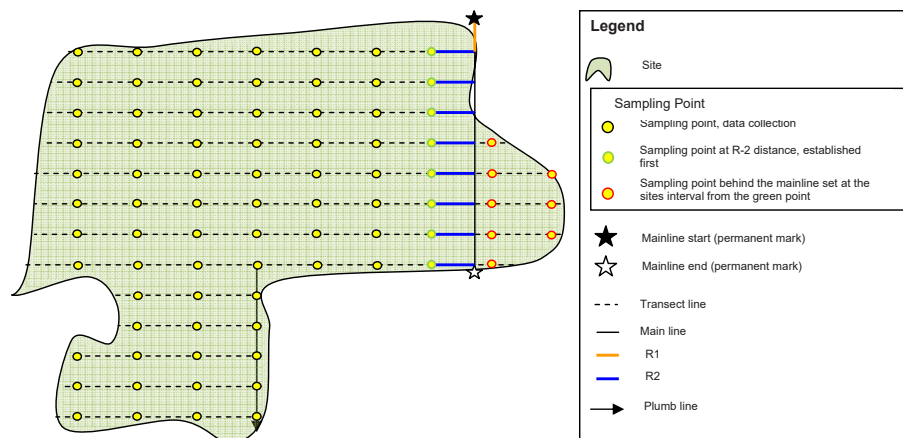 Legend
Site
Sampling Point
Sampling point, data collection
Sampling point at R-2 distance, established
first
Sampling point behind the mainline set at the
sites interval from the green point
Mainline start (permanent mark)
Mainline end (permanent mark)
Transect line
Main line
R1
R2
Plumb line